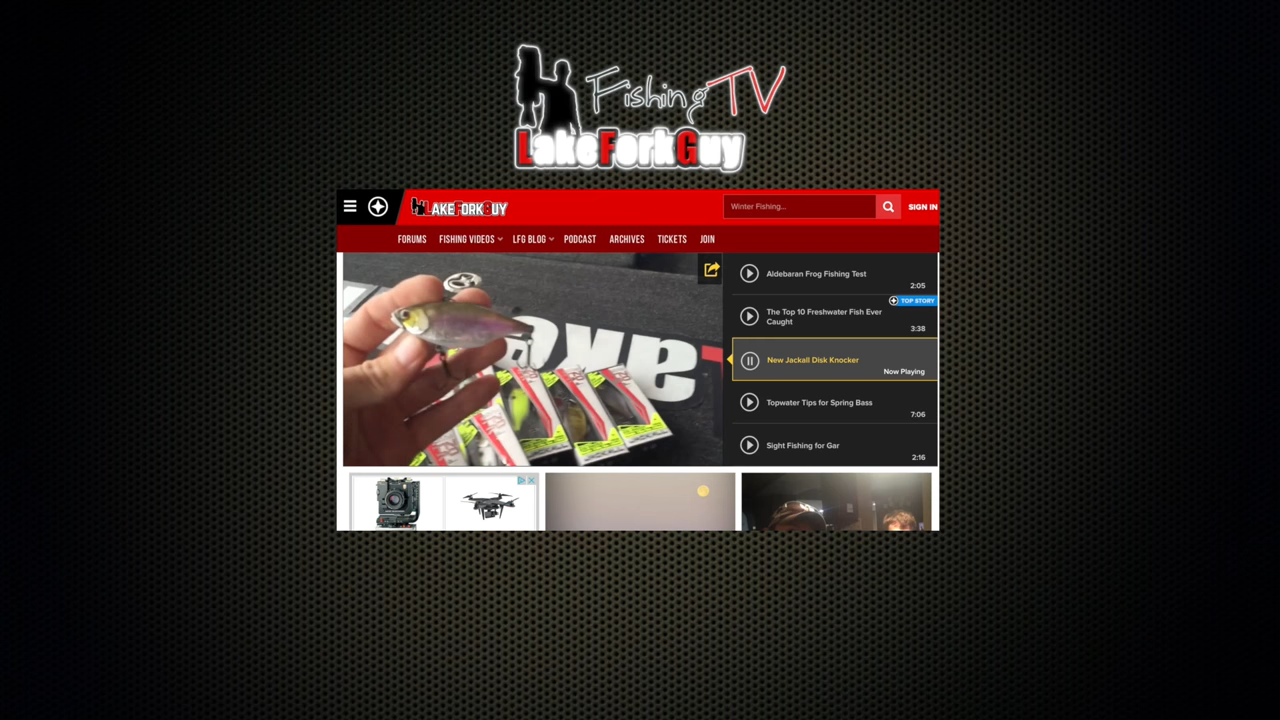 Fishing TV
LakeForkGuy
LAKEFORKGUY
Winter Fishing...
SIGN IN
FORUMS
FISHING VIDEOS
LFG BLOG
PODCAST
ARCHIVES
TICKETS
JOIN
Aldebaran Frog Fishing Test
2:05
TOP STORY
The Top 10 Freshwater Fish Ever
Caught
3:38
New Jackall Disk Knocker
Now Playing
Topwater Tips for Spring Bass
7:06
Sight Fishing for Gar
2:16